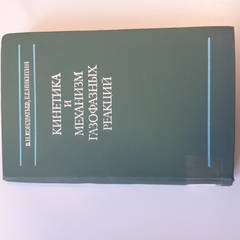 В.Н.КОНДРАТЬЕВ, Е.Е.НИКИТИН
КИНЕТИКА
И
МЕХАНИЗМ
ГАЗОФАЗНЫХ
РЕАКЦИЙ